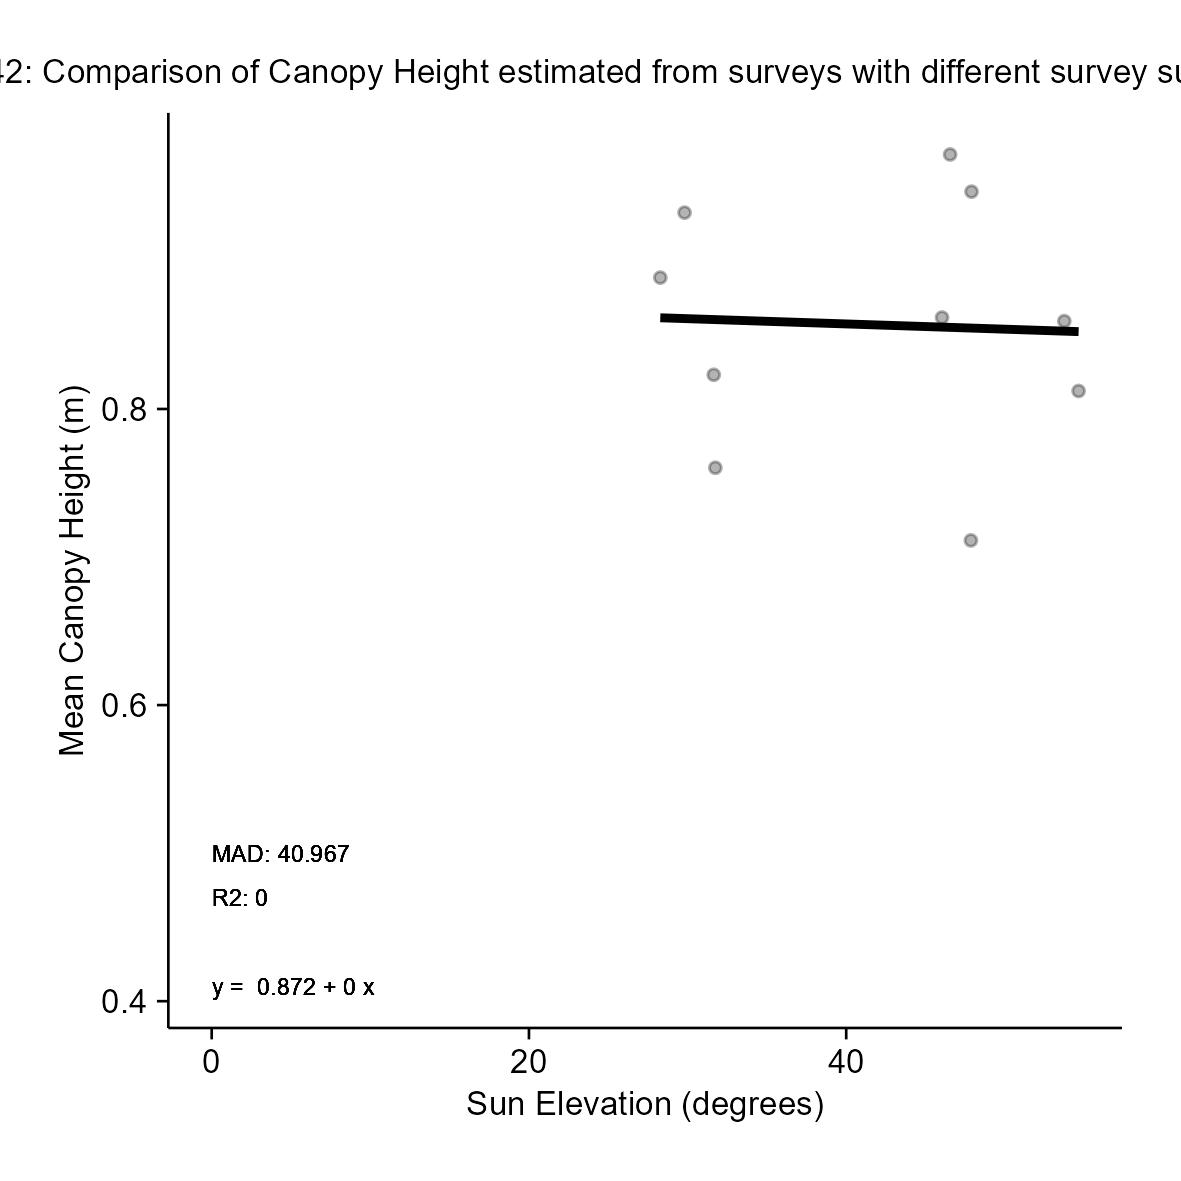 42: Comparison of Canopy Height estimated from surveys with different survey
Mean Canopy Height (m)
0.8
0.6
0.4
MAD: 40.967
R2: 0
y = 0.872 + 0 x
0
20
40
Sun Elevation (degrees)